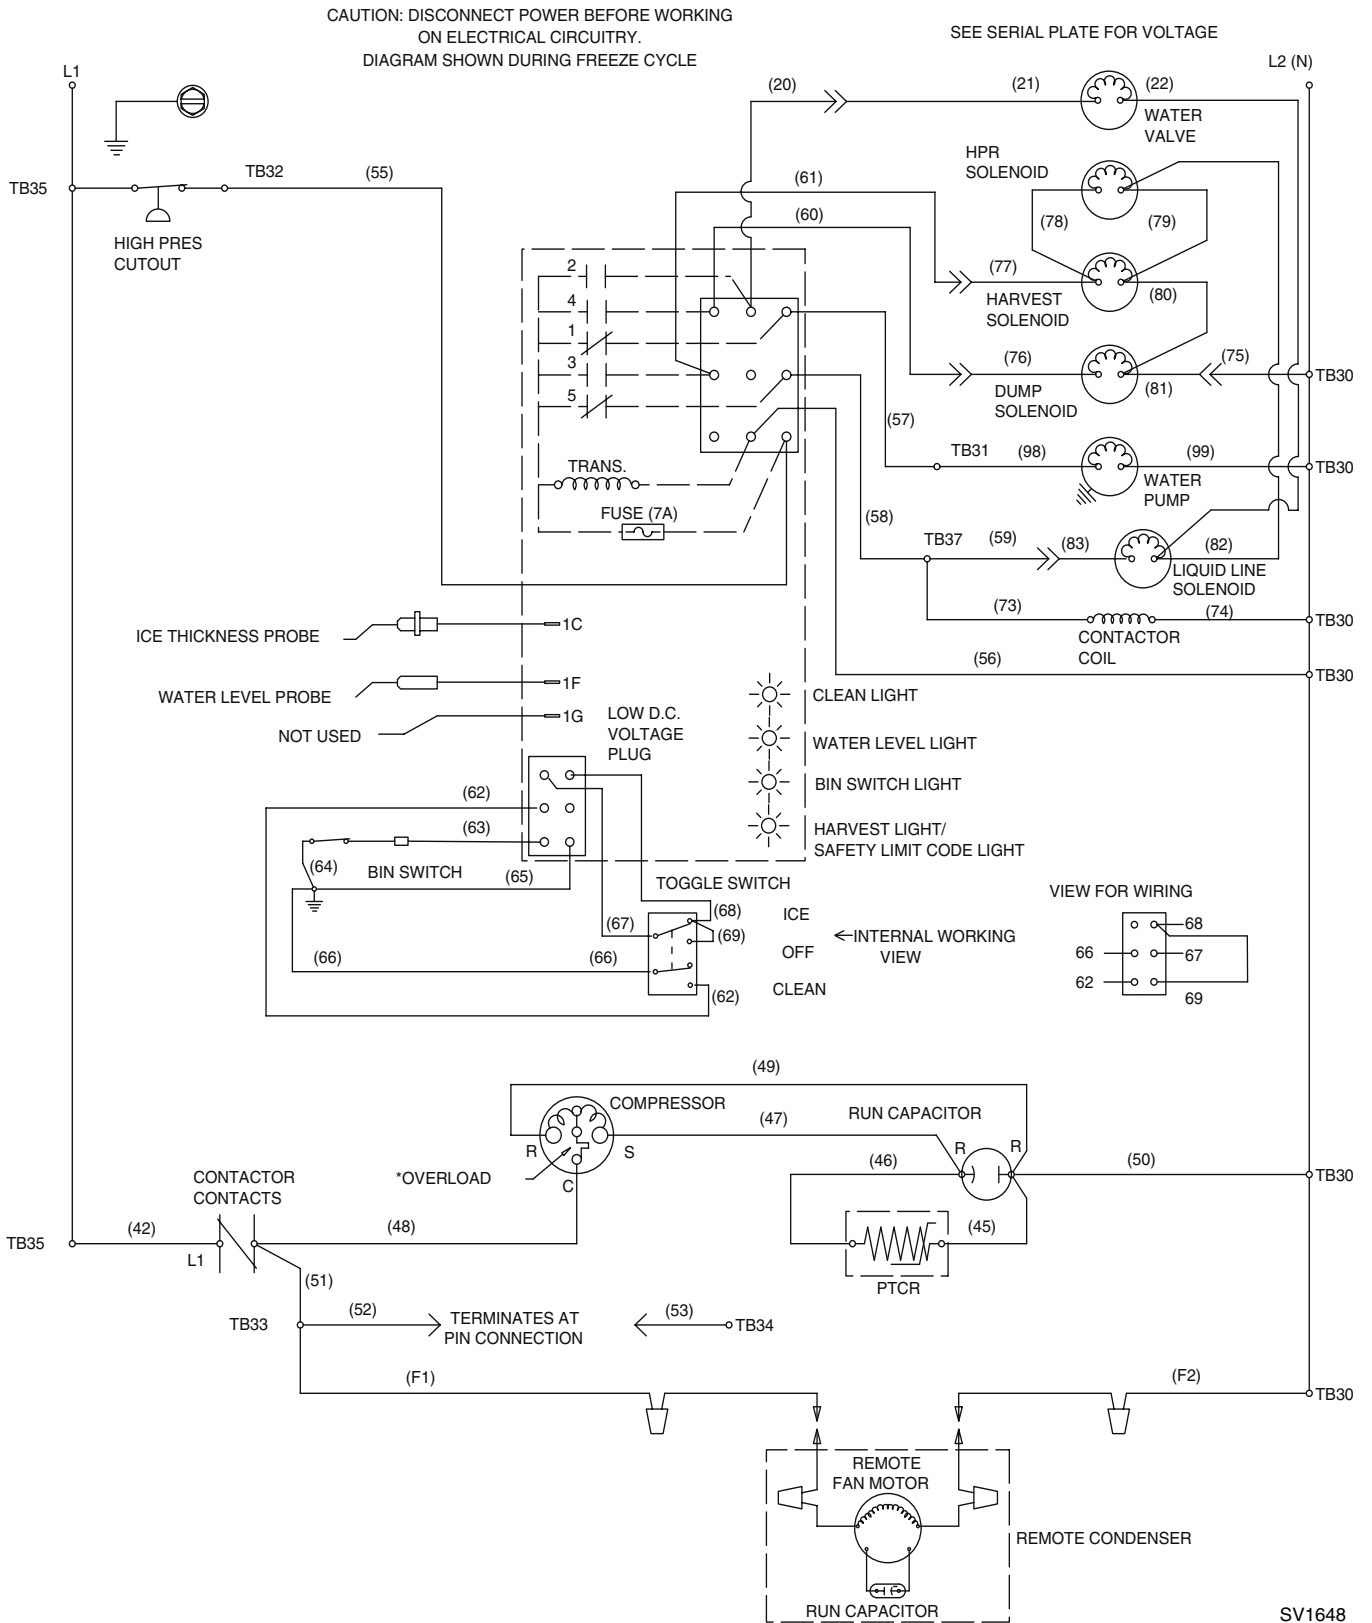 CAUTION: DISCONNECT POWER BEFORE WORKING
ON ELECTRICAL CIRCUITRY.
DIAGRAM SHOWN DURING FREEZE CYCLE
SEE SERIAL PLATE FOR VOLTAGE
L1
L2 (N)
(20)
(21)
(22)
WATER
VALVE
HPR
SOLENOID
TB35
TB32
(55)
(61)
(60)
(78)
(79)
HIGH PRES
CUTOUT
2
4
1
3
5
(77)
(80)
HARVEST
SOLENOID
(76)
(75)
TB30
DUMP
SOLENOID
(81)
(57)
TB31
(98)
(99)
TB30
WATER
PUMP
TRANS.
FUSE (7A)
(58)
TB37
(59)
(83)
(82)
LIQUID LINE
SOLENOID
(73)
(74)
TB30
CONTACTOR
COIL
(56)
TB30
ICE THICKNESS PROBE
1C
WATER LEVEL PROBE
1F
NOT USED
1G
LOW D.C.
VOLTAGE
PLUG
CLEAN LIGHT
WATER LEVEL LIGHT
BIN SWITCH LIGHT
HARVEST LIGHT/
SAFETY LIMIT CODE LIGHT
(62)
(63)
(64)
BIN SWITCH
(65)
TOGGLE SWITCH
(68)
(67)
(69)
(66)
(66)
(62)
ICE
OFF
CLEAN
INTERNAL WORKING
VIEW
VIEW FOR WIRING
68
66
67
62
69
(49)
COMPRESSOR
(47)
RUN CAPACITOR
R
S
C
*OVERLOAD
R
R
(46)
(50)
TB30
CONTACTOR
CONTACTS
TB35
(42)
L1
(48)
(45)
PTCR
(51)
TB33
(52)
TERMINATES AT
PIN CONNECTION
(53)
TB34
(F1)
(F2)
TB30
REMOTE
FAN MOTOR
REMOTE CONDENSER
RUN CAPACITOR
SV1648